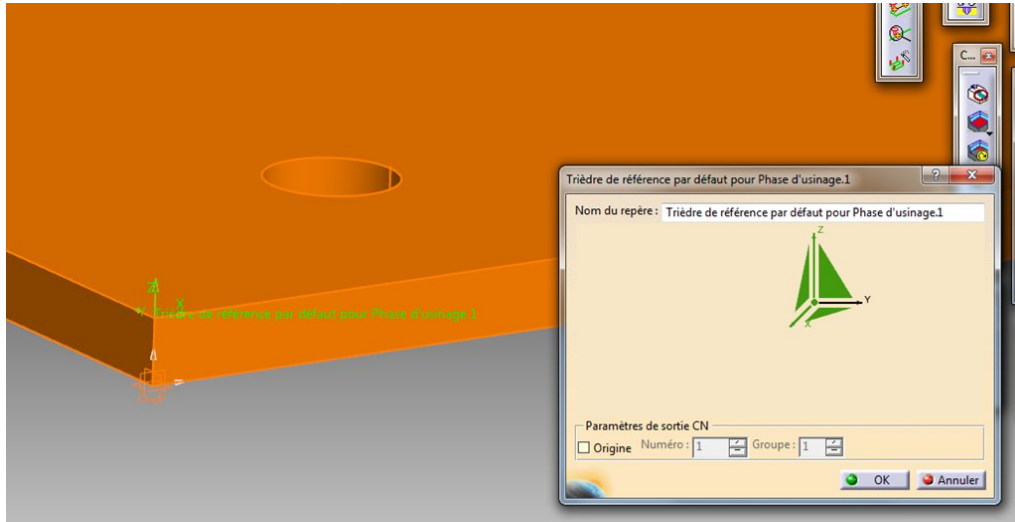 C...
Trièdre de référence par défaut pour Phase d'usinage.1
Nom du repère : Trièdre de référence par défaut pour Phase d'usinage.1
Z
Y
X
Z
X
Y Trièdre de référence par défaut pour Phase d'usinage.1
Paramètres de sortie CN
Origine Numéro : 1 Groupe : 1
OK Annuler